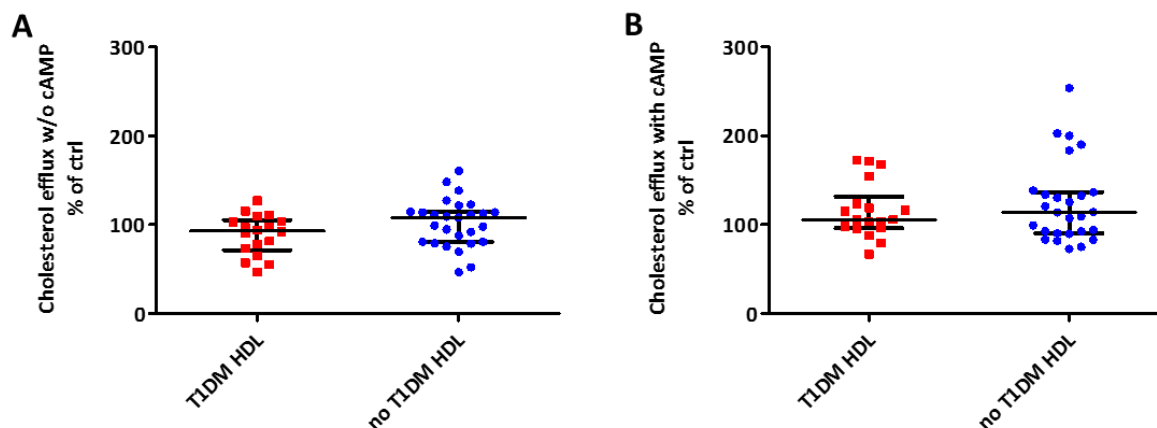 A
Cholesterol efflux w/o cAMP
% of ctrl
300
200
100
0
T1DM HDL
no T1DM HDL
B
Cholesterol efflux with cAMP
% of ctrl
300
200
100
0
T1DM HDL
no T1DM HDL